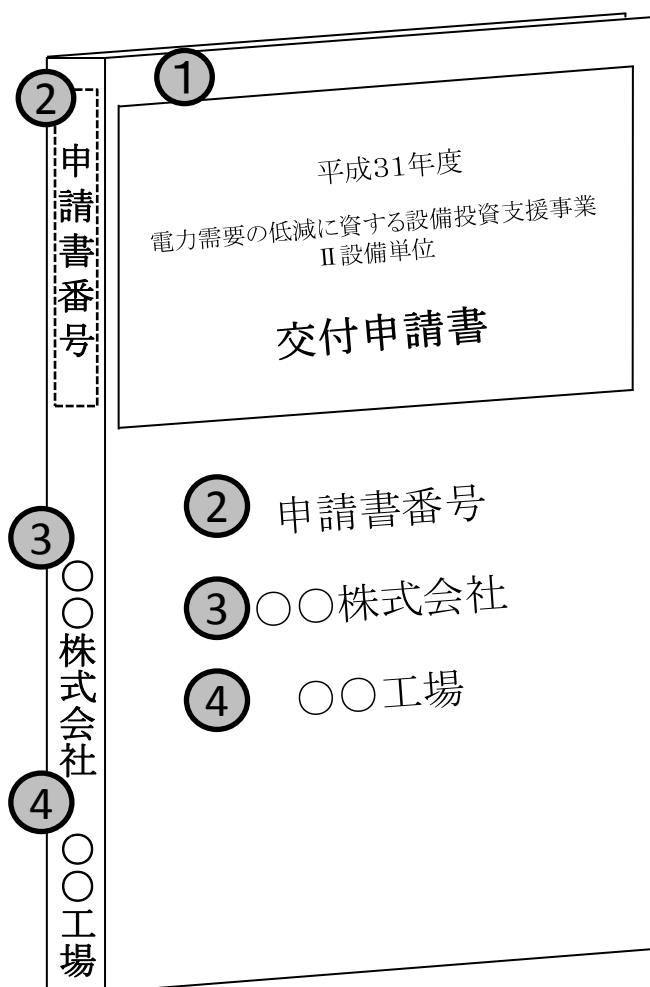 ②
申請書番号
③
○○株式会社
④
○○工場
①
平成31年度
電力需要の低減に資する設備投資支援事業
Ⅱ設備単位
交付申請書
② 申請書番号
③ ○○株式会社
④ ○○工場